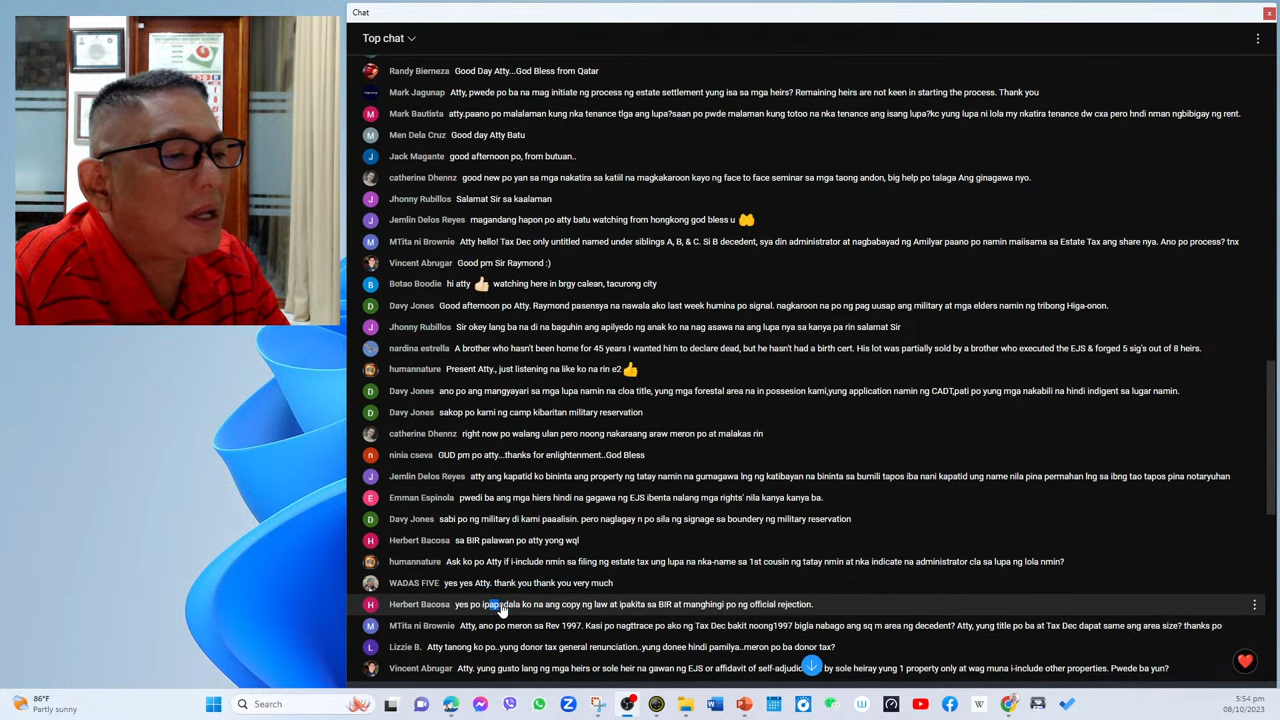 Chat
x
Top chat
Randy Bierneza Good Day Atty...God Bless from Qatar
Mark Jagunap Atty, pwede po ba na mag initiate ng process ng estate settlement yung isa sa mga heirs? Remaining heirs are not keen in starting the process. Thank you
M Mark Bautista atty.paano po malalaman kung nka tenance tlga ang lupa?saan po pwde malaman kung totoo na nka tenance ang isang lupa?kc yung lupa ni lola my nkatira tenance dw cxa pero hndi nman ngbibigay ng rent.
M Men Dela Cruz Good day Atty Batu
J Jack Magante good afternoon po, from butuan..
catherine Dhennz good new po yan sa mga nakatira sa katiil na magkakaroon kayo ng face to face seminar sa mga taong andon, big help po talaga Ang ginagawa nyo.
J Jhonny Rubillos Salamat Sir sa kaalaman
J Jemlin Delos Reyes magandang hapon po atty batu watching from hongkong god bless u 🤲
M MTita ni Brownie Atty hello! Tax Dec only untitled named under siblings A, B, & C. Si B decedent, sya din administrator at nagbabayad ng Amilyar paano po namin maiisama sa Estate Tax ang share nya. Ano po process? tnx
Vincent Abrugar Good pm Sir Raymond :)
B Botao Boodie hi atty 👍🏻 watching here in brgy calean, tacurong city
D Davy Jones Good afternoon po Atty. Raymond pasensya na nawala ako last week humina po signal. nagkaroon na po ng pag uusap ang military at mga elders namin ng tribong Higa-onon.
J Jhonny Rubillos Sir okey lang ba na di na baguhin ang apilyedo ng anak ko na nag asawa na ang lupa nya sa kanya pa rin salamat Sir
nardina estrella A brother who hasn't been home for 45 years I wanted him to declare dead, but he hasn't had a birth cert. His lot was partially sold by a brother who executed the EJS & forged 5 sig's out of 8 heirs.
humannature Present Atty., just listening na like ko na rin e2 👍
D Davy Jones ano po ang mangyayari sa mga lupa namin na cloa title, yung mga forestal area na in possesion kami,yung application namin ng CADT,pati po yung mga nakabili na hindi indigent sa lugar namin.
D Davy Jones sakop po kami ng camp kibaritan military reservation
catherine Dhennz right now po walang ulan pero noong nakaraang araw meron po at malakas rin
n ninia cseva GUD pm po atty...thanks for enlightenment..God Bless
J Jemlin Delos Reyes atty ang kapatid ko bininta ang property ng tatay namin na gumagawa lng ng katibayan na bininta sa bumili tapos iba nani kapatid ung name nila pina permahan lng sa ibng tao tapos pina notaryuhan
E Emman Espinola pwedi ba ang mga hiers hindi na gagawa ng EJS ibenta nalang mga rights' nila kanya kanya ba.
D Davy Jones sabi po ng military di kami paaalisin. pero naglagay n po sila ng signage sa boundery ng military reservation
H Herbert Bacosa sa BIR palawan po atty yong wql
humannature Ask ko po Atty if i-include nmin sa filing ng estate tax ung lupa na nka-name sa 1st cousin ng tatay nmin at nka indicate na administrator cla sa lupa ng lolo nmin?
WADAS FIVE yes yes Atty. thank you thank you very much
H Herbert Bacosa yes po ipapadala ko na ang copy ng law at ipakita sa BIR at manghingi po ng official rejection.
M MTita ni Brownie Atty, ano po meron sa Rev 1997. Kasi po nagttrace po ako ng Tax Dec bakit noong1997 bigla nabago ang sq m area ng decedent? Atty, yung title po ba at Tax Dec dapat same ang area size? thanks po
L Lizzie B. Atty tanong ko po..yung donor tax general renunciation..yung donee hindi pamilya..meron po ba donor tax?
Vincent Abrugar Atty. yung gusto lang ng mga heirs or sole heir na gawan ng EJS or affidavit of self-adjudic by sole heiray yung 1 property only at wag muna i-include other properties. Pwede ba yun?
86°F
Partly sunny
Search
5:54 pm
08/10/2023